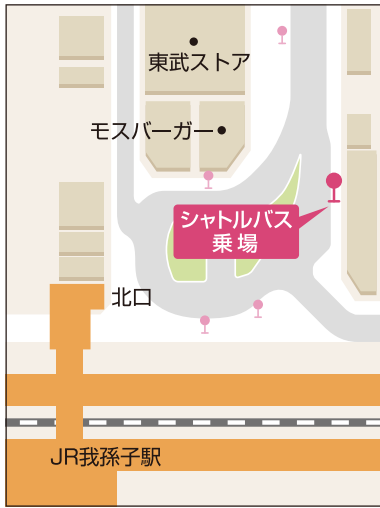 東武ストア
モスバーガー
シャトルバス
乗場
北口
JR我孫子駅